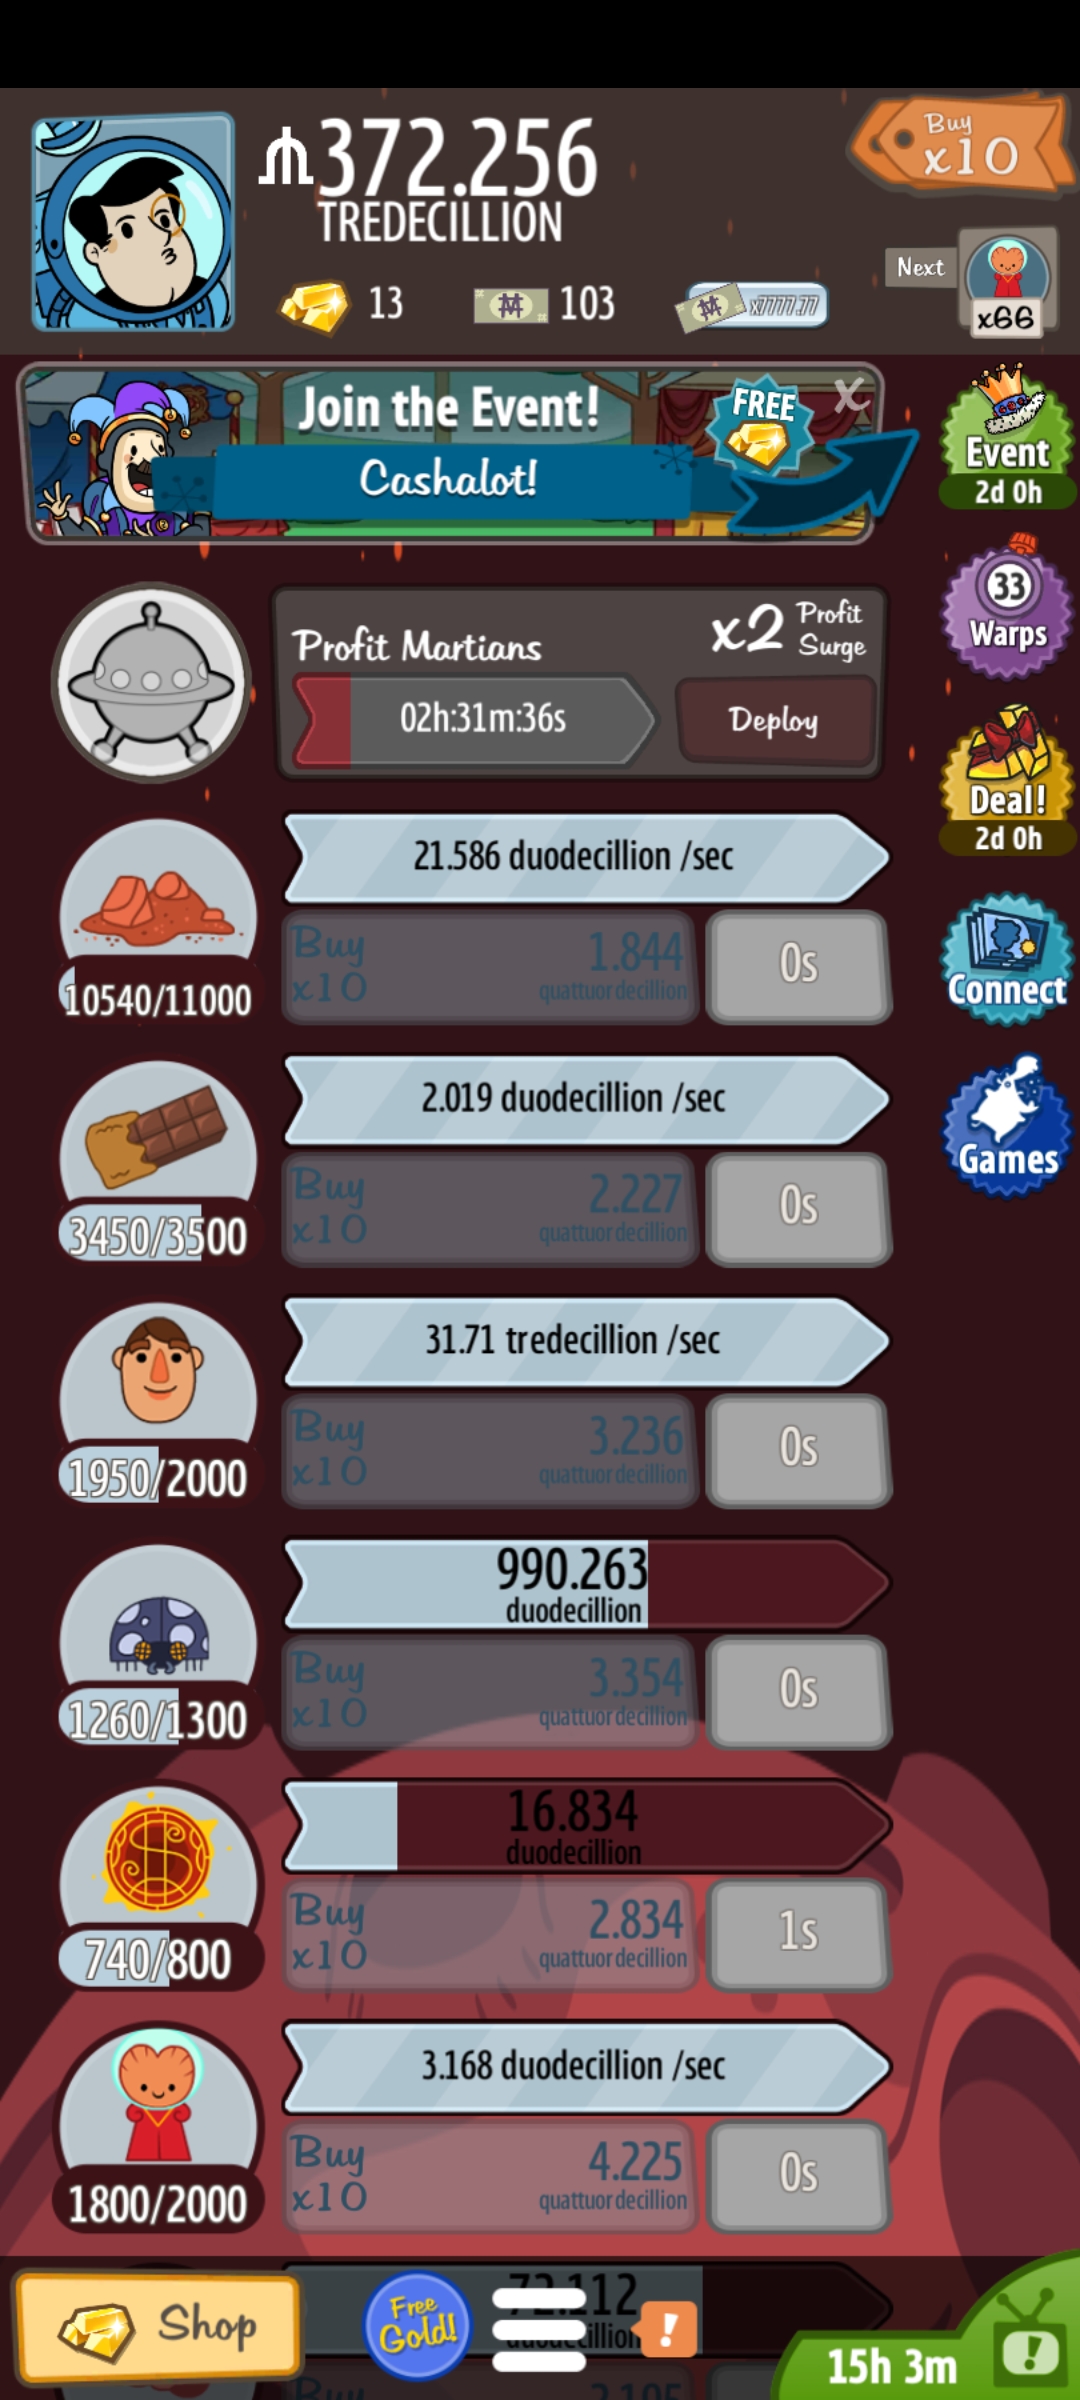 372.256
TREDECILLION
Buy
x10
13
103
x7777.77
Next
x66
Join the Event!
FREE
X
Cashalot!
Event
2d 0h
33
Warps
Profit Martians
x2 Profit
Surge
02h:31m:36s
Deploy
Deal!
2d 0h
21.586 duodecillion /sec
10540/11000
Buy
x10
1.844
quattuordecillion
0s
Connect
2.019 duodecillion /sec
3450/3500
Buy
x10
2.227
quattuordecillion
0s
Games
31.71 tredecillion /sec
1950/2000
Buy
x10
3.236
quattuordecillion
0s
990.263
duodecillion
1260/1300
Buy
x10
3.354
quattuordecillion
0s
16.834
duodecillion
740/800
Buy
x10
2.834
quattuordecillion
1s
3.168 duodecillion /sec
1800/2000
Buy
x10
4.225
quattuordecillion
0s
Shop
Free
Gold!
72.112
duodecillion
!
15h 3m
!
Buy
2.195